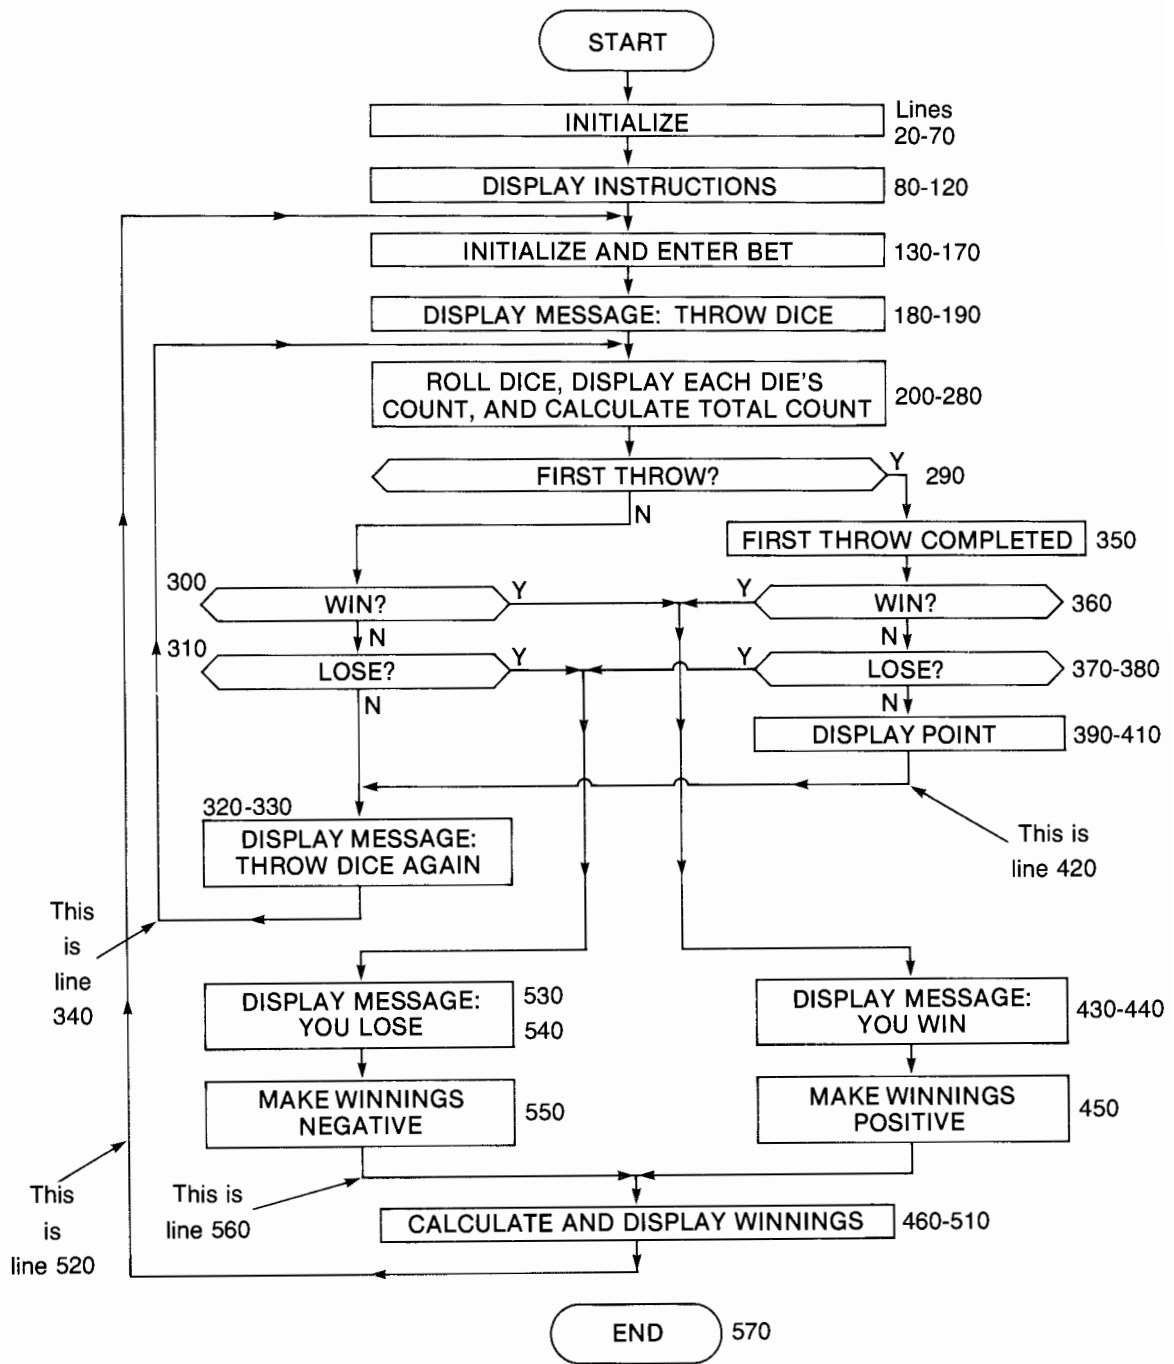 START
INITIALIZE
Lines
20-70
DISPLAY INSTRUCTIONS
80-120
INITIALIZE AND ENTER BET
130-170
DISPLAY MESSAGE: THROW DICE
180-190
ROLL DICE, DISPLAY EACH DIE'S
COUNT, AND CALCULATE TOTAL COUNT
200-280
FIRST THROW?
Y
290
N
FIRST THROW COMPLETED
350
300
WIN?
Y
Y
WIN?
360
N
N
310
LOSE?
Y
Y
LOSE?
370-380
N
N
DISPLAY POINT
390-410
320-330
DISPLAY MESSAGE:
THROW DICE AGAIN
This is
line 420
This
is
line
340
DISPLAY MESSAGE:
YOU LOSE
530
540
DISPLAY MESSAGE:
YOU WIN
430-440
MAKE WINNINGS
NEGATIVE
550
MAKE WINNINGS
POSITIVE
450
This
is
line 520
This is
line 560
CALCULATE AND DISPLAY WINNINGS
460-510
END
570